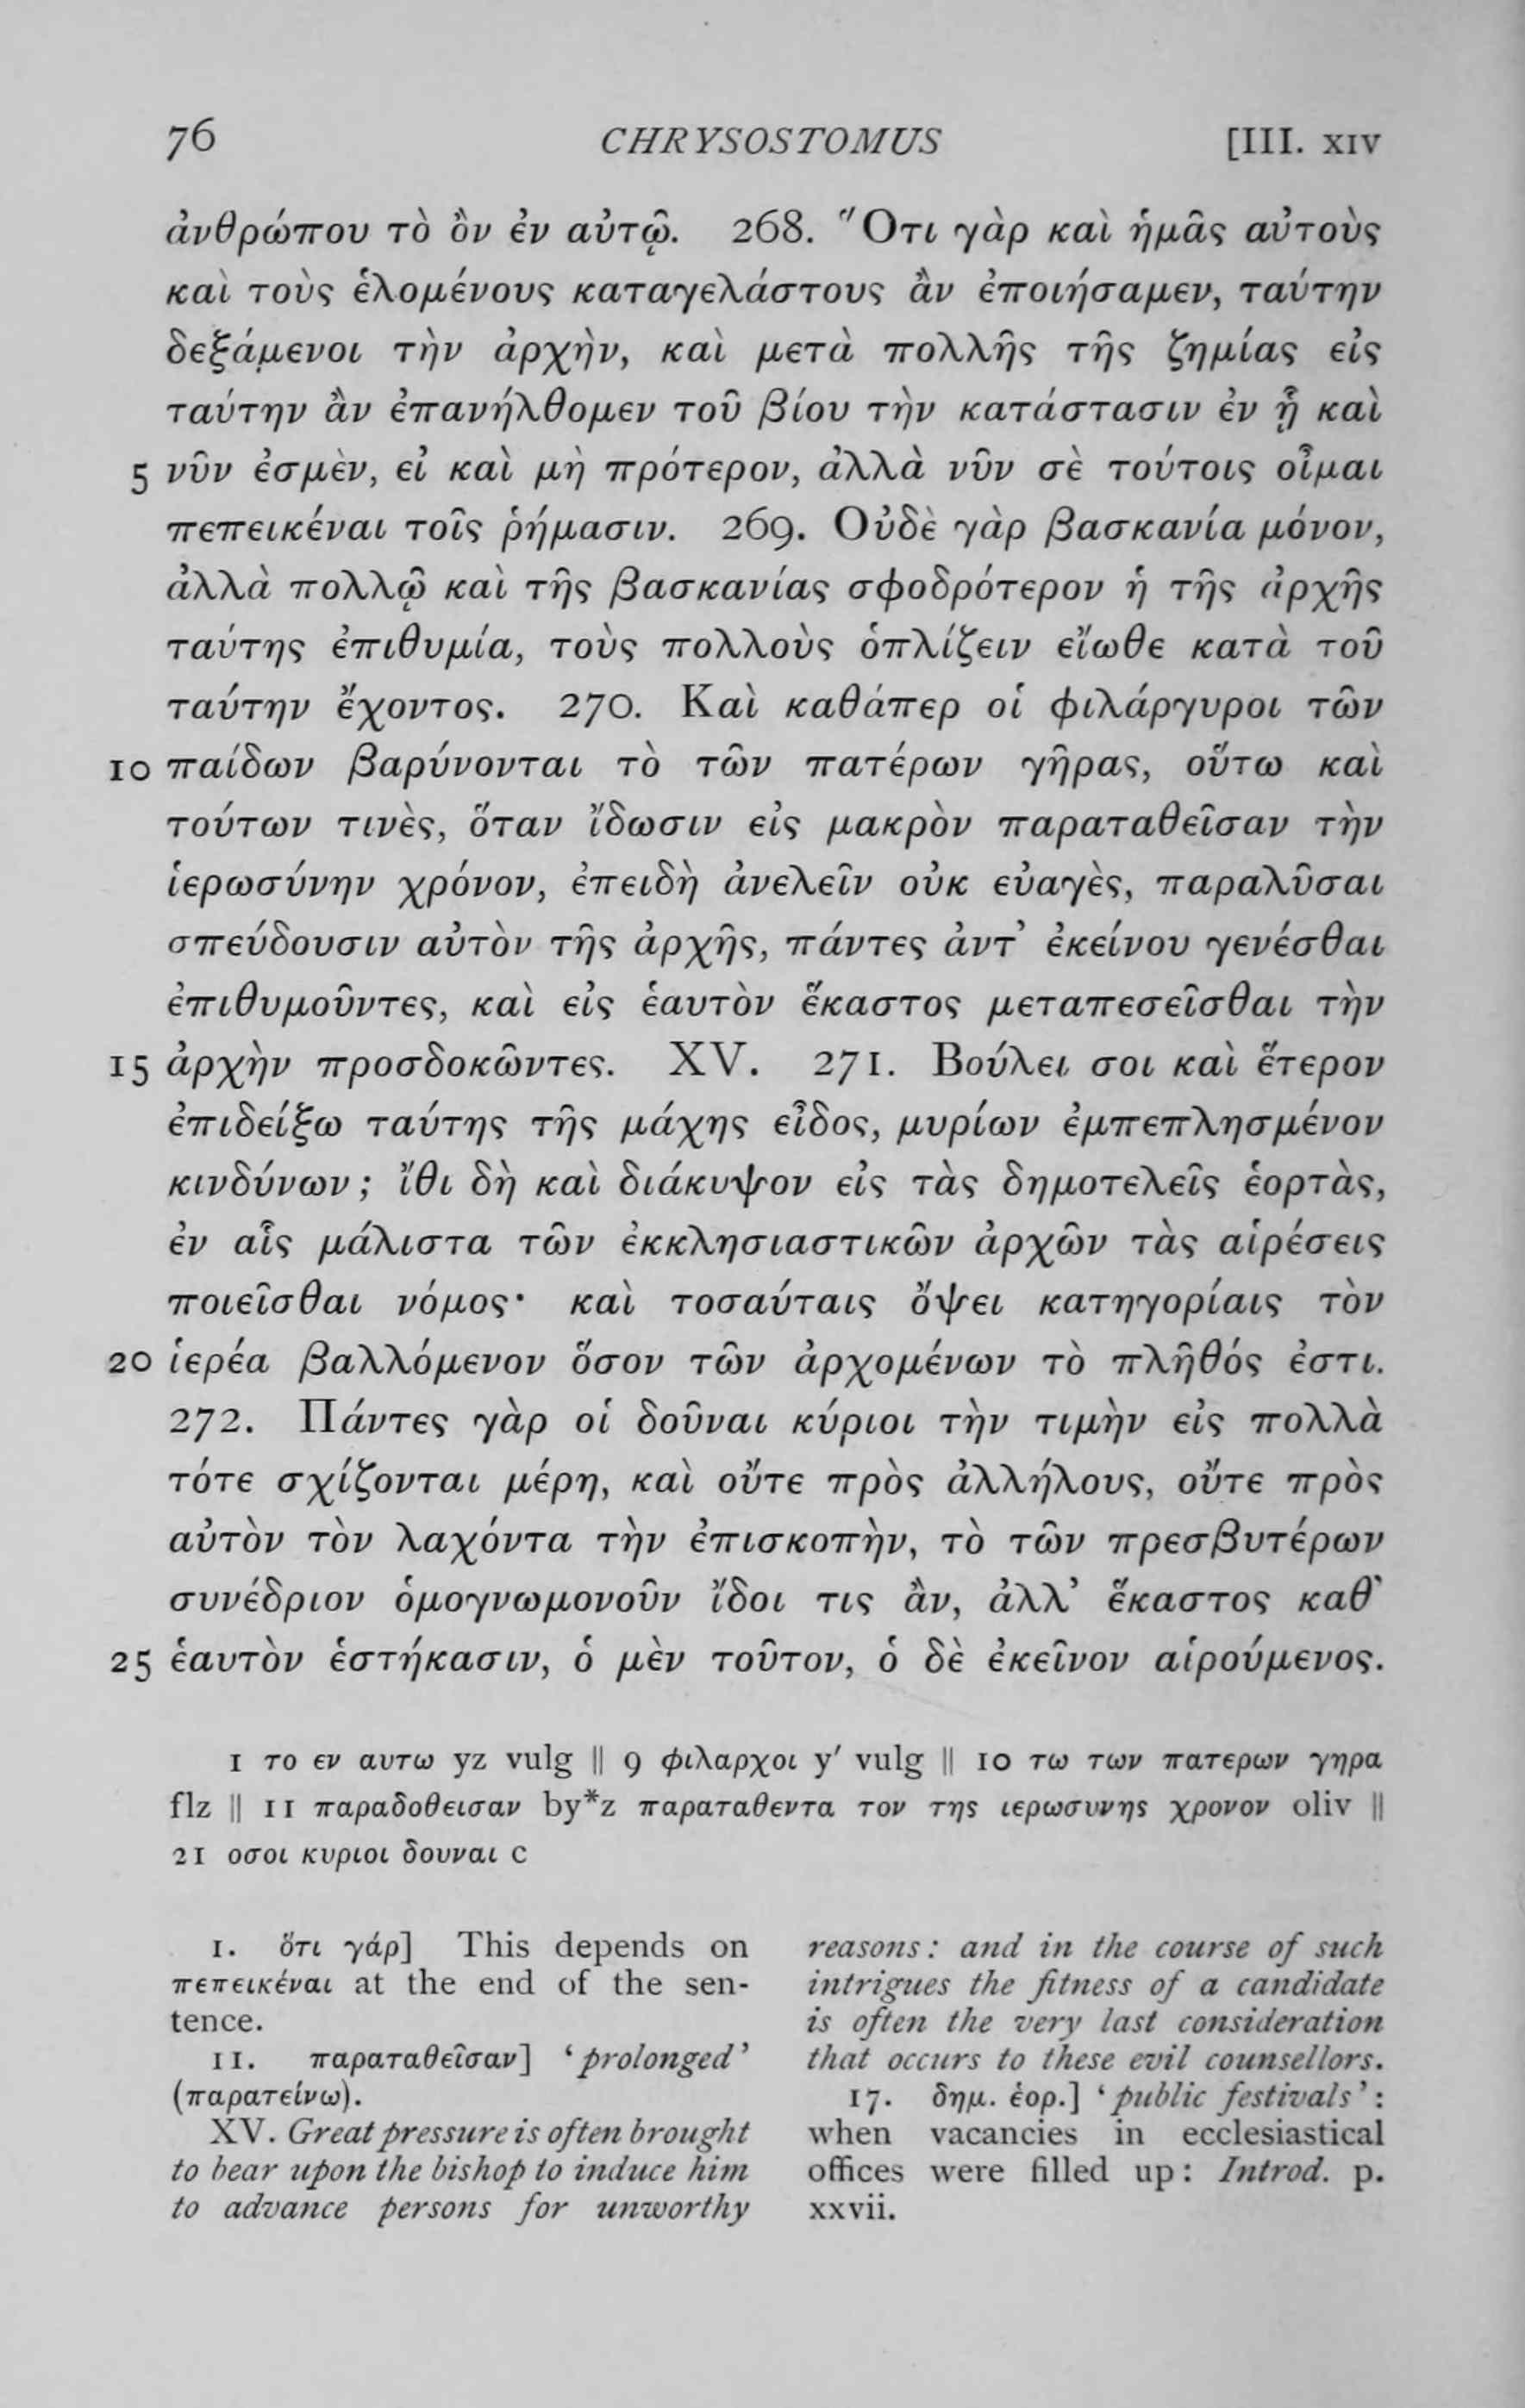 76 CHRYSOSTOMUS [III. XIV
ἀνθρώπου τὸ ὂν ἐν αὐτῷ. 268. Ὅτι γὰρ καὶ ἡμᾶς αὐτοὺς
καὶ τοὺς ἑλομένους καταγελάστους ἂν ἐποιήσαμεν, ταύτην
δεξάμενοι τὴν ἀρχὴν, καὶ μετὰ πολλῆς τῆς ζημίας εἰς
ταύτην ἂν ἐπανήλθομεν τοῦ βίου τὴν κατάστασιν ἐν ᾗ καὶ
5 νῦν ἐσμὲν, εἰ καὶ μὴ πρότερον, ἀλλὰ νῦν σὲ τούτοις οἶμαι
πεπεικέναι τοῖς ῥήμασιν. 269. Οὐδὲ γὰρ βασκανία μόνον,
ἀλλὰ πολλῷ καὶ τῆς βασκανίας σφοδρότερον ἡ τῆς ἀρχῆς
ταύτης ἐπιθυμία, τοὺς πολλοὺς ὁπλίζειν εἴωθε κατὰ τοῦ
ταύτην ἔχοντος. 270. Καὶ καθάπερ οἱ φιλάργυροι τῶν
10 παίδων βαρύνονται τὸ τῶν πατέρων γῆρας, οὕτω καὶ
τούτων τινὲς, ὅταν ἴδωσιν εἰς μακρὸν παραταθεῖσαν τὴν
ἱερωσύνην χρόνον, ἐπειδὴ ἀνελεῖν οὐκ εὐαγὲς, παραλῦσαι
σπεύδουσιν αὐτὸν τῆς ἀρχῆς, πάντες ἀντ’ ἐκείνου γενέσθαι
ἐπιθυμοῦντες, καὶ εἰς ἑαυτὸν ἕκαστος μεταπεσεῖσθαι τὴν
15 ἀρχὴν προσδοκῶντες. XV. 271. Βούλει σοι καὶ ἕτερον
ἐπιδείξω ταύτης τῆς μάχης εἶδος, μυρίων ἐμπεπλησμένον
κινδύνων; ἴθι δὴ καὶ διάκυψον εἰς τὰς δημοτελεῖς ἑορτὰς,
ἐν αἷς μάλιστα τῶν ἐκκλησιαστικῶν ἀρχῶν τὰς αἱρέσεις
ποιεῖσθαι νόμος· καὶ τοσαύταις ὄψει κατηγορίαις τὸν
20 ἱερέα βαλλόμενον ὅσον τῶν ἀρχομένων τὸ πλῆθός ἐστι.
272. Πάντες γὰρ οἱ δοῦναι κύριοι τὴν τιμὴν εἰς πολλὰ
τότε σχίζονται μέρη, καὶ οὔτε πρὸς ἀλλήλους, οὔτε πρὸς
αὐτὸν τὸν λαχόντα τὴν ἐπισκοπὴν, τὸ τῶν πρεσβυτέρων
συνέδριον ὁμογνωμονοῦν ἴδοι τις ἂν, ἀλλ’ ἕκαστος καθ’
25 ἑαυτὸν ἑστήκασιν, ὁ μὲν τοῦτον, ὁ δὲ ἐκεῖνον αἱρούμενος.
1 το εν αυτω yz vulg || 9 φιλαρχοι y′ vulg || 10 τω των πατερων γηρα
flz || 11 παραδοθεισαν by*z παραταθεντα τον της ιερωσυνης χρονον oliv ||
21 οσοι κυριοι δουναι c
1. ὅτι γάρ] This depends on
πεπεικέναι at the end of the sen-
tence.
11. παραταθεῖσαν] ‘prolonged’
(παρατείνω).
XV. Great pressure is often brought
to bear upon the bishop to induce him
to advance persons for unworthy
reasons: and in the course of such
intrigues the fitness of a candidate
is often the very last consideration
that occurs to these evil counsellors.
17. δημ. ἑορ.] ‘public festivals’:
when vacancies in ecclesiastical
offices were filled up: Introd. p.
xxvii.